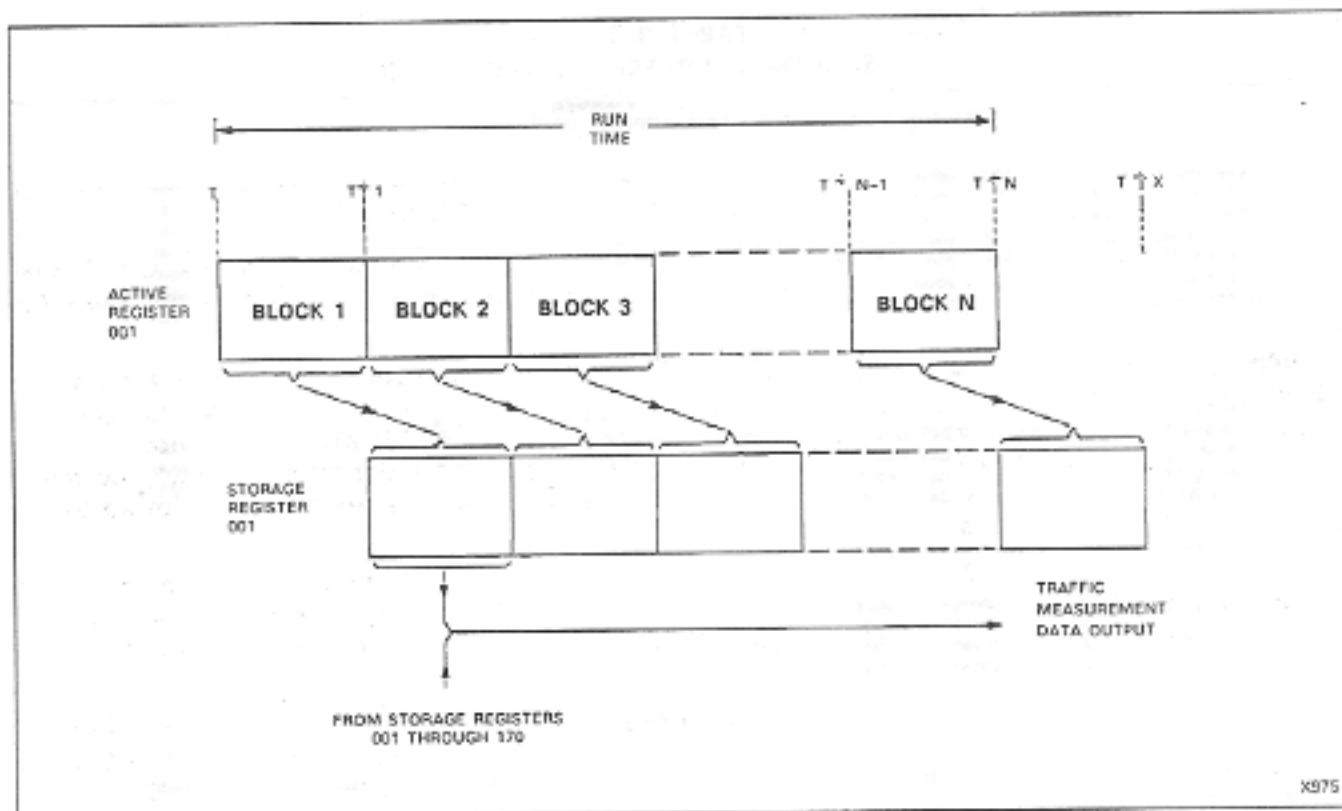 RUN
TIME
T
T + 1
T + N-1
T + N
T + X
ACTIVE
REGISTER
001
BLOCK 1
BLOCK 2
BLOCK 3
BLOCK N
STORAGE
REGISTER
001
TRAFFIC
MEASUREMENT
DATA OUTPUT
FROM STORAGE REGISTERS
001 THROUGH 170
X975